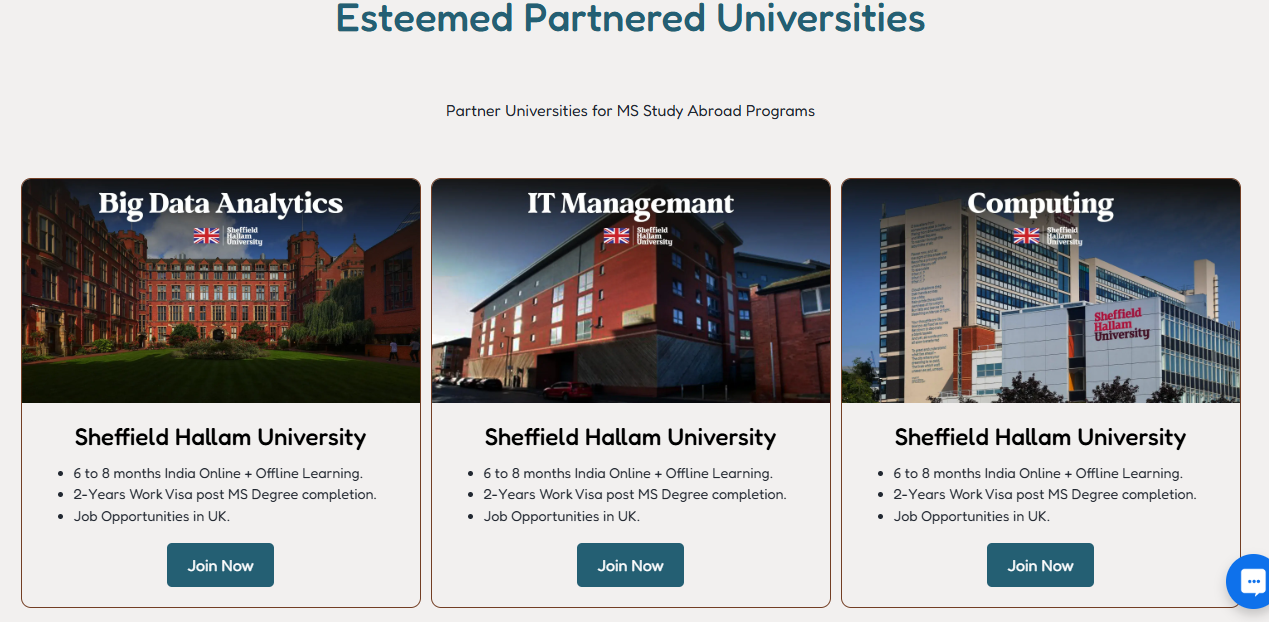 Esteemed Partnered Universities
Partner Universities for MS Study Abroad Programs
Big Data Analytics
Sheffield
Hallam
University
Sheffield Hallam University
6 to 8 months India Online + Offline Learning.
2-Years Work Visa post MS Degree completion.
Job Opportunities in UK.
Join Now
IT Managemant
Sheffield
Hallam
University
Sheffield Hallam University
6 to 8 months India Online + Offline Learning.
2-Years Work Visa post MS Degree completion.
Job Opportunities in UK.
Join Now
Computing
Sheffield
Hallam
University
Sheffield
Hallam
University
Sheffield Hallam University
6 to 8 months India Online + Offline Learning.
2-Years Work Visa post MS Degree completion.
Job Opportunities in UK.
Join Now